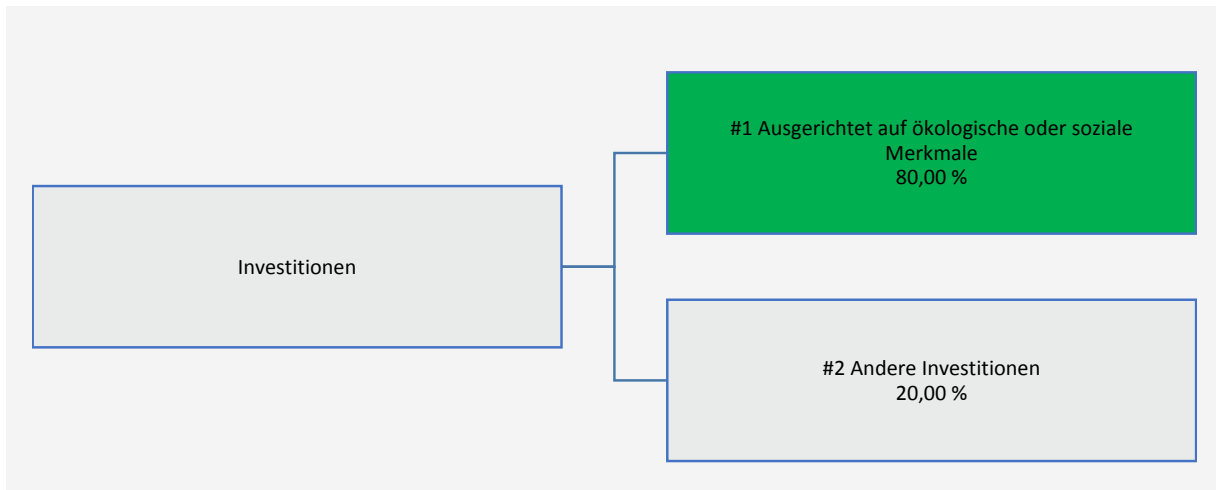 Investitionen
#1 Ausgerichtet auf ökologische oder soziale
Merkmale
80,00 %
#2 Andere Investitionen
20,00 %